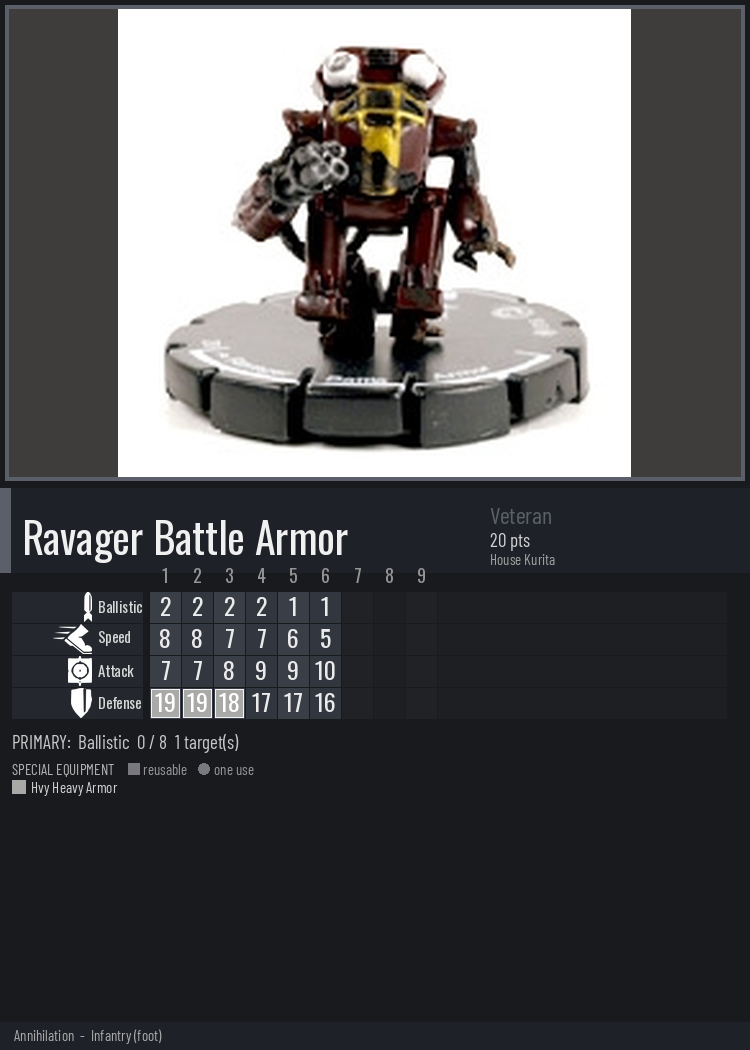 Ravager Battle Armor
Veteran
20 pts
House Kurita
1 2 3 4 5 6 7 8 9
Ballistic 2 2 2 2 1 1
Speed 8 8 7 7 6 5
Attack 7 7 8 9 9 10
Defense 19 19 18 17 17 16
PRIMARY: Ballistic 0 / 8 1 target(s)
SPECIAL EQUIPMENT reusable one use
Hvy Heavy Armor
Annihilation - Infantry (foot)